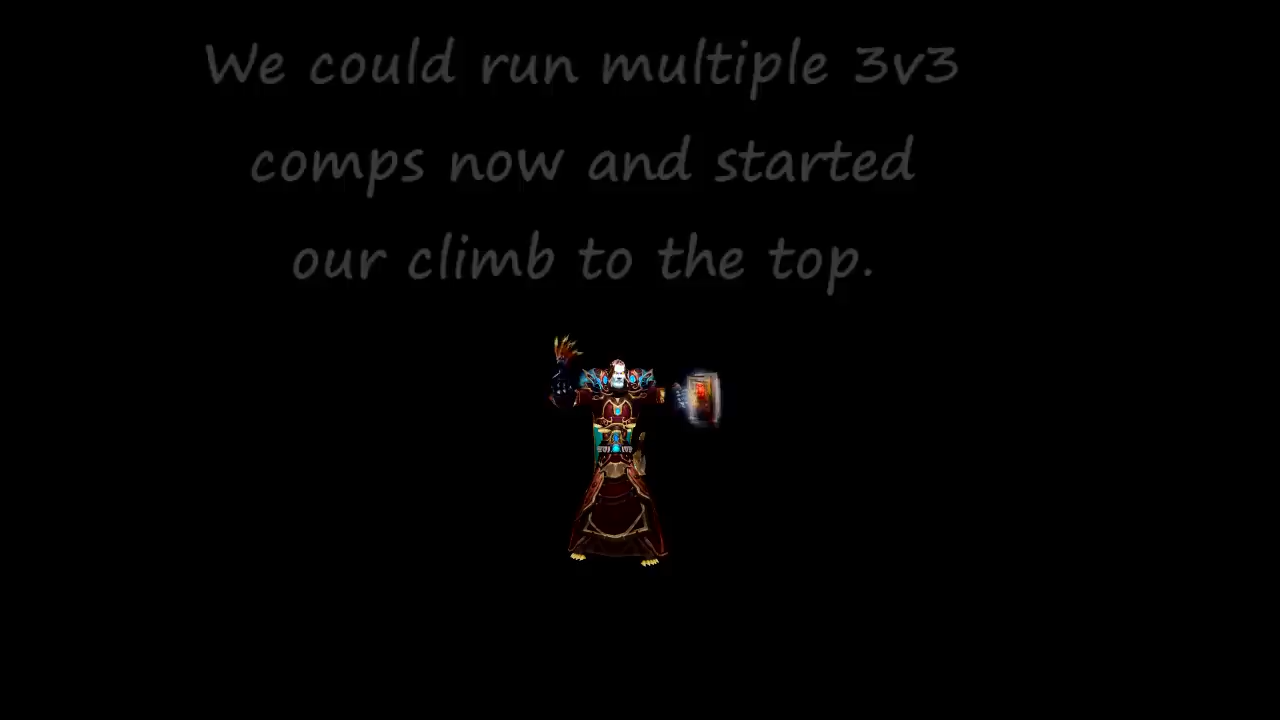 We could run multiple 3v3
comps now and started
our climb to the top.